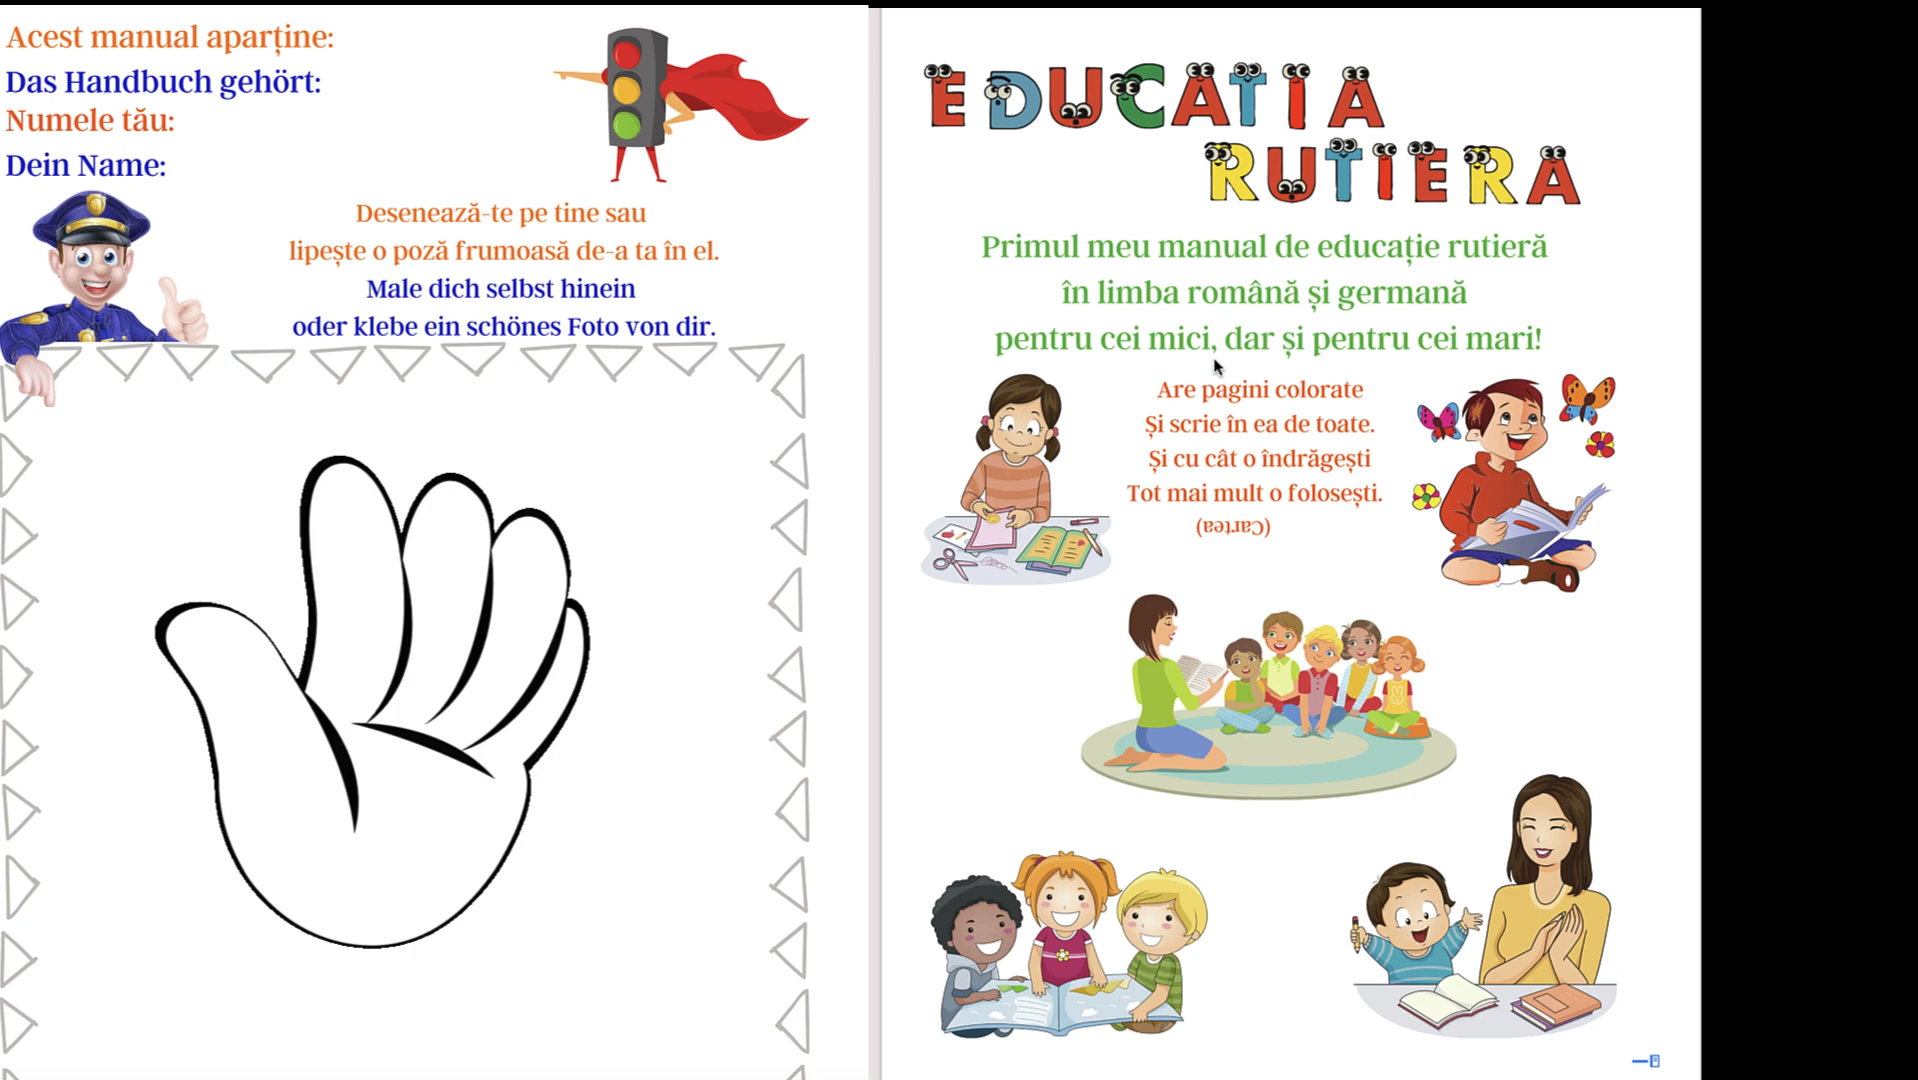 Acest manual aparține:
Das Handbuch gehört:
Numele tău:
Dein Name:
Desenează-te pe tine sau
lipește o poză frumoasă de-a ta în el.
Male dich selbst hinein
oder klebe ein schönes Foto von dir.
EDUCATIA
RUTIERA
Primul meu manual de educație rutieră
în limba română și germană
pentru cei mici, dar și pentru cei mari!
Are pagini colorate
Și scrie în ea de toate.
Și cu cât o îndrăgești
Tot mai mult o folosești.
(Cartea)